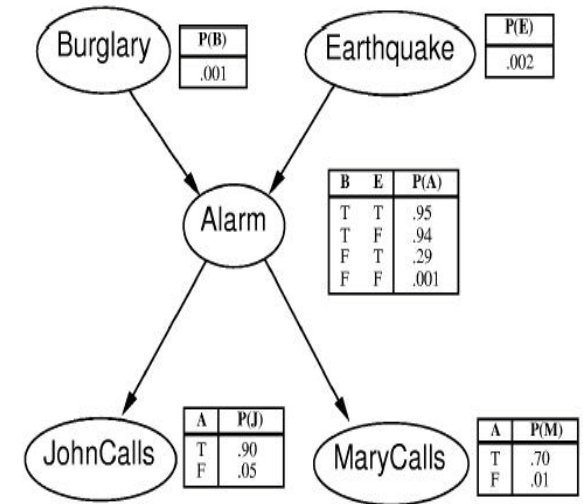 Burglary
P(B)
.001
Earthquake
P(E)
.002
Alarm
B E P(A)
T T .95
T F .94
F T .29
F F .001
JohnCalls
A P(J)
T .90
F .05
MaryCalls
A P(M)
T .70
F .01